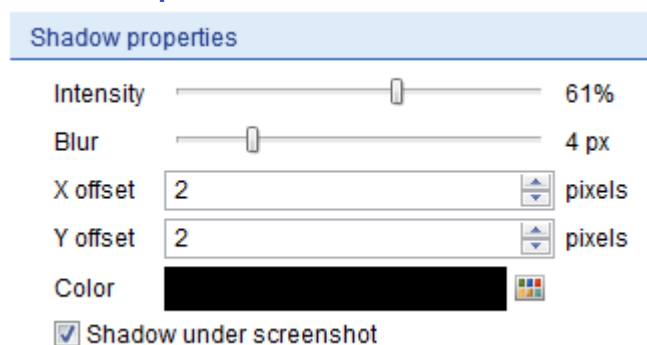 Shadow properties
Intensity 61%
Blur 4 px
X offset 2 pixels
Y offset 2 pixels
Color
Shadow under screenshot